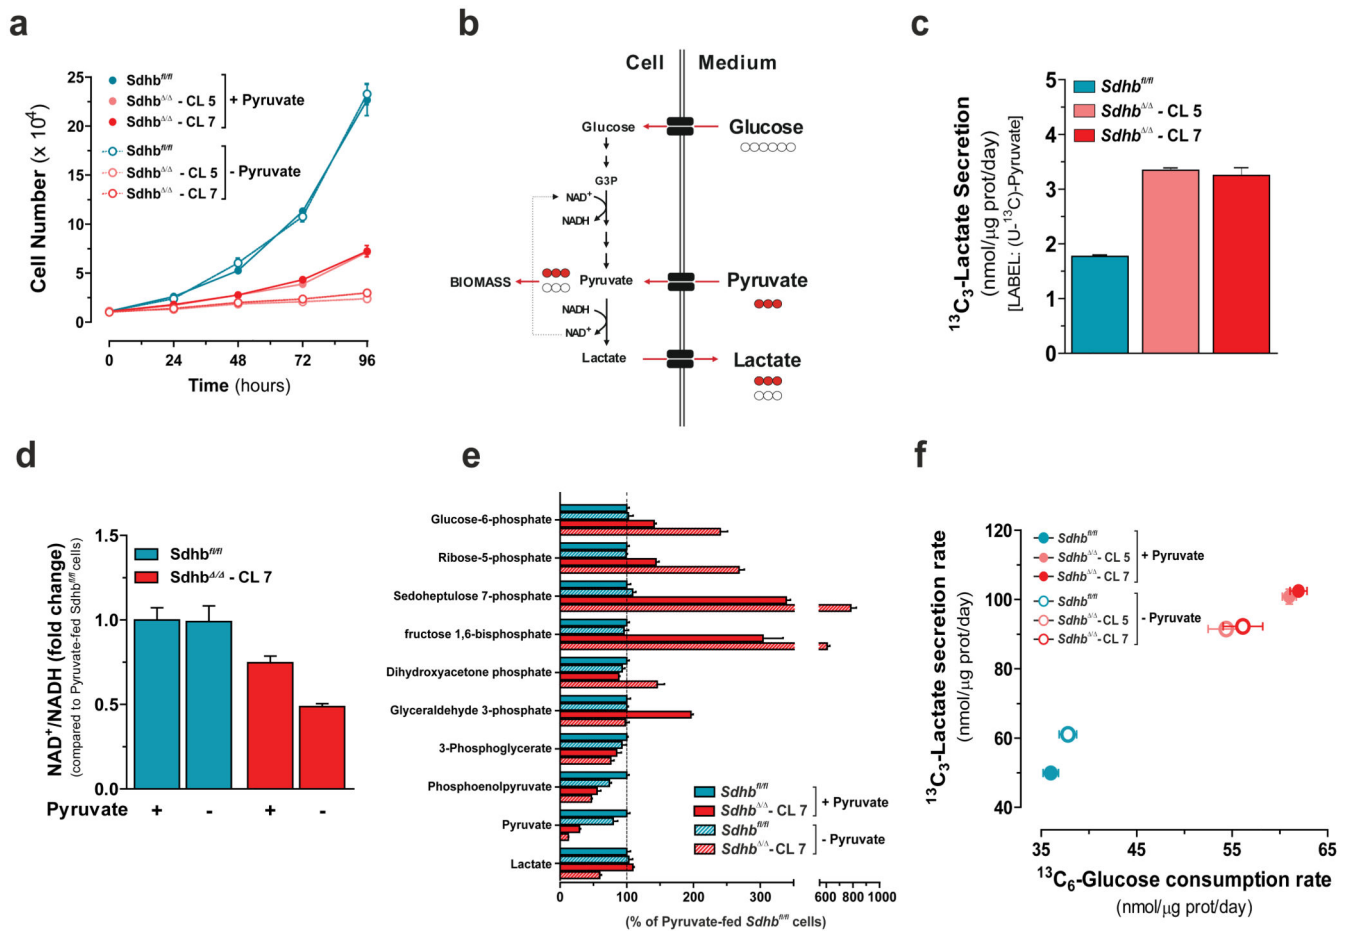 a
Sdhb^fl/fl
Sdhb^Δ/Δ - CL 5
Sdhb^Δ/Δ - CL 7
+ Pyruvate
Sdhb^fl/fl
Sdhb^Δ/Δ - CL 5
Sdhb^Δ/Δ - CL 7
- Pyruvate
Cell Number (x 10⁴)
25
20
15
10
5
0
0 24 48 72 96
Time (hours)
b
Cell Medium
Glucose Glucose
G3P
NAD⁺
NADH
BIOMASS Pyruvate Pyruvate
NADH
NAD⁺
Lactate Lactate
c
Sdhb^fl/fl
Sdhb^Δ/Δ - CL 5
Sdhb^Δ/Δ - CL 7
¹³C₃-Lactate Secretion
(nmol/μg prot/day)
[LABEL: (U-¹³C)-Pyruvate]
5
4
3
2
1
0
d
Sdhb^fl/fl
Sdhb^Δ/Δ - CL 7
NAD⁺/NADH (fold change)
(compared to Pyruvate-fed Sdhb^fl/fl cells)
1.5
1.0
0.5
0.0
Pyruvate + - + -
e
Glucose-6-phosphate
Ribose-5-phosphate
Sedoheptulose 7-phosphate
fructose 1,6-bisphosphate
Dihydroxyacetone phosphate
Glyceraldehyde 3-phosphate
3-Phosphoglycerate
Phosphoenolpyruvate
Pyruvate
Lactate
Sdhb^fl/fl
Sdhb^Δ/Δ - CL 7
+ Pyruvate
Sdhb^fl/fl
Sdhb^Δ/Δ - CL 7
- Pyruvate
0 100 200 300 600 800 1000
(% of Pyruvate-fed Sdhb^fl/fl cells)
f
Sdhb^fl/fl
Sdhb^Δ/Δ - CL 5
Sdhb^Δ/Δ - CL 7
+ Pyruvate
Sdhb^fl/fl
Sdhb^Δ/Δ - CL 5
Sdhb^Δ/Δ - CL 7
- Pyruvate
¹³C₃-Lactate secretion rate
(nmol/μg prot/day)
120
100
80
60
40
35 45 55 65
¹³C₆-Glucose consumption rate
(nmol/μg prot/day)